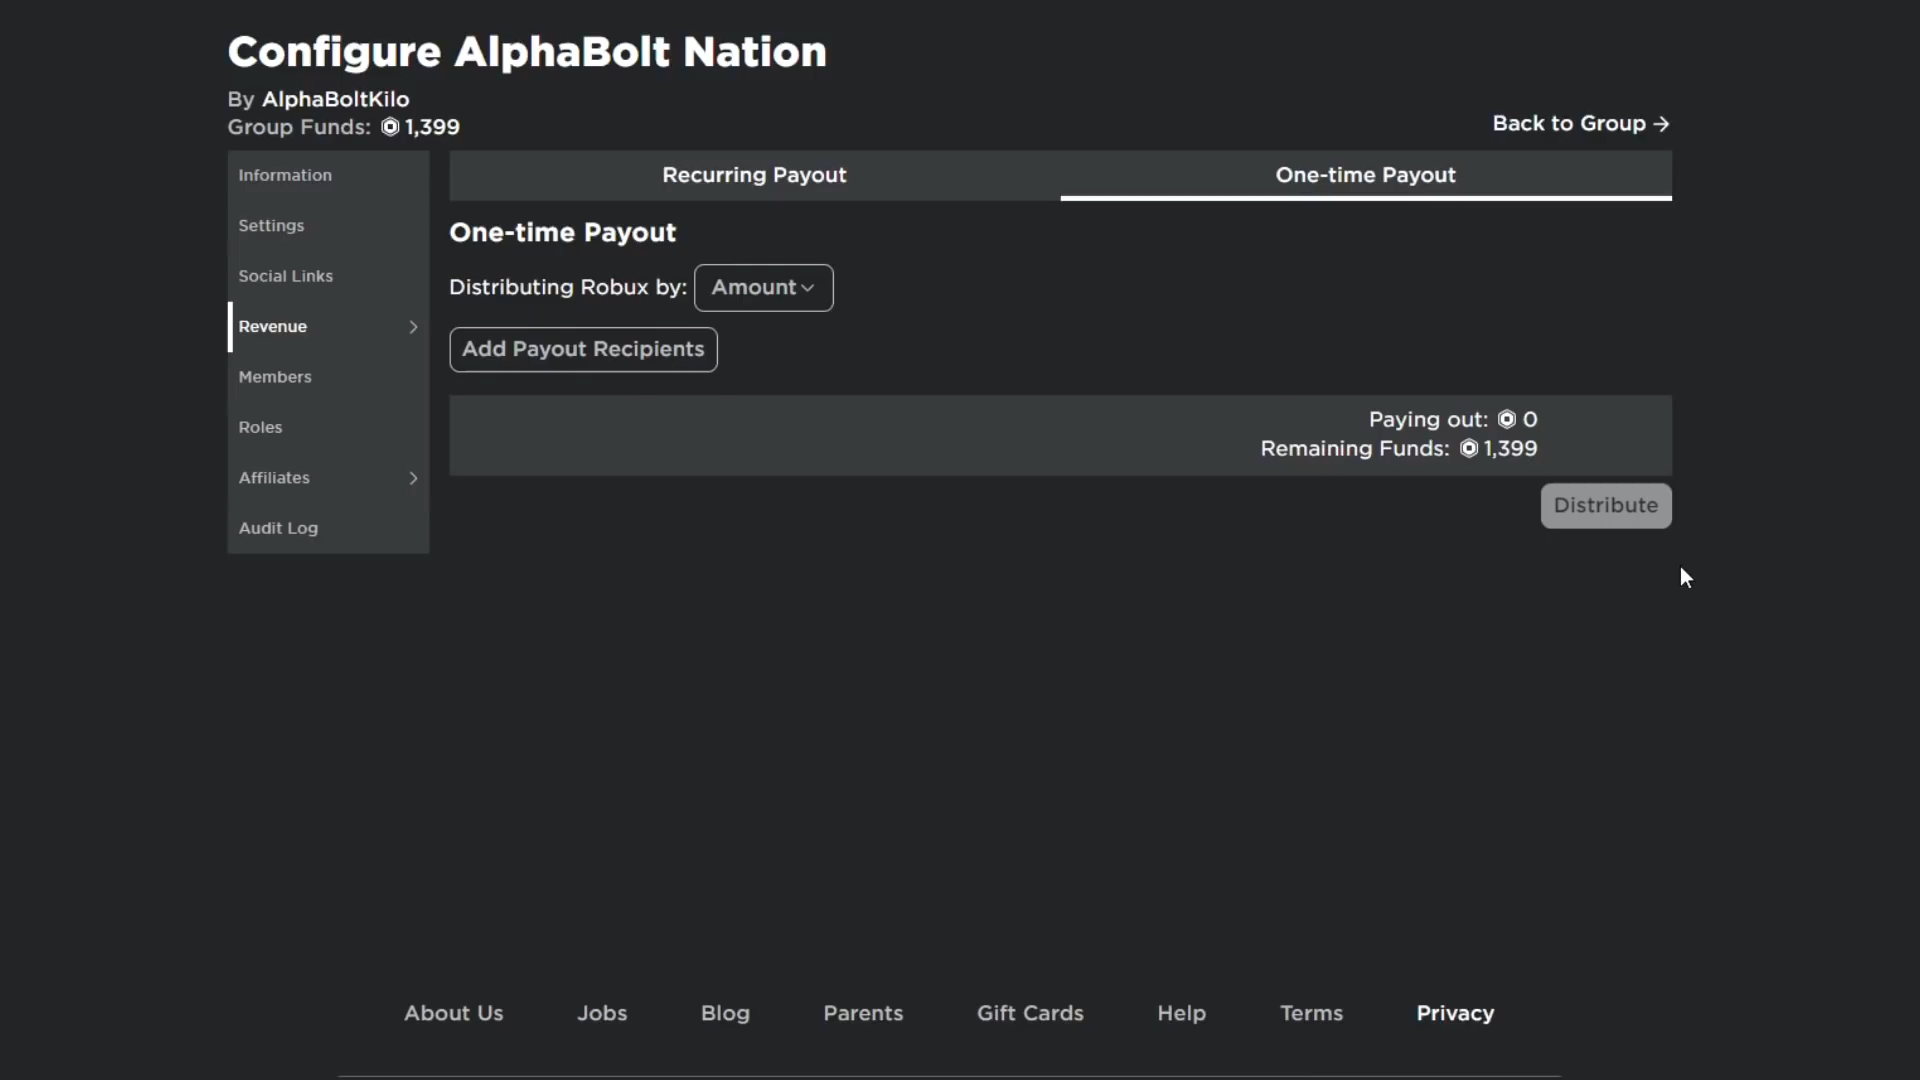 Configure AlphaBolt Nation
By AlphaBoltKilo
Group Funds: 1,399
Back to Group →
Information
Settings
Social Links
Revenue
Members
Roles
Affiliates
Audit Log
Recurring Payout
One-time Payout
One-time Payout
Distributing Robux by: Amount
Add Payout Recipients
Paying out: 0
Remaining Funds: 1,399
Distribute
About Us Jobs Blog Parents Gift Cards Help Terms Privacy